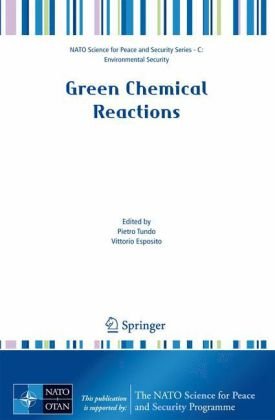 NATO Science for Peace and Security Series - C:
Environmental Security
Green Chemical
Reactions
Edited by
Pietro Tundo
Vittorio Esposito
Springer
NATO
OTAN
This publication
is supported by:
The NATO Science for Peace
and Security Programme